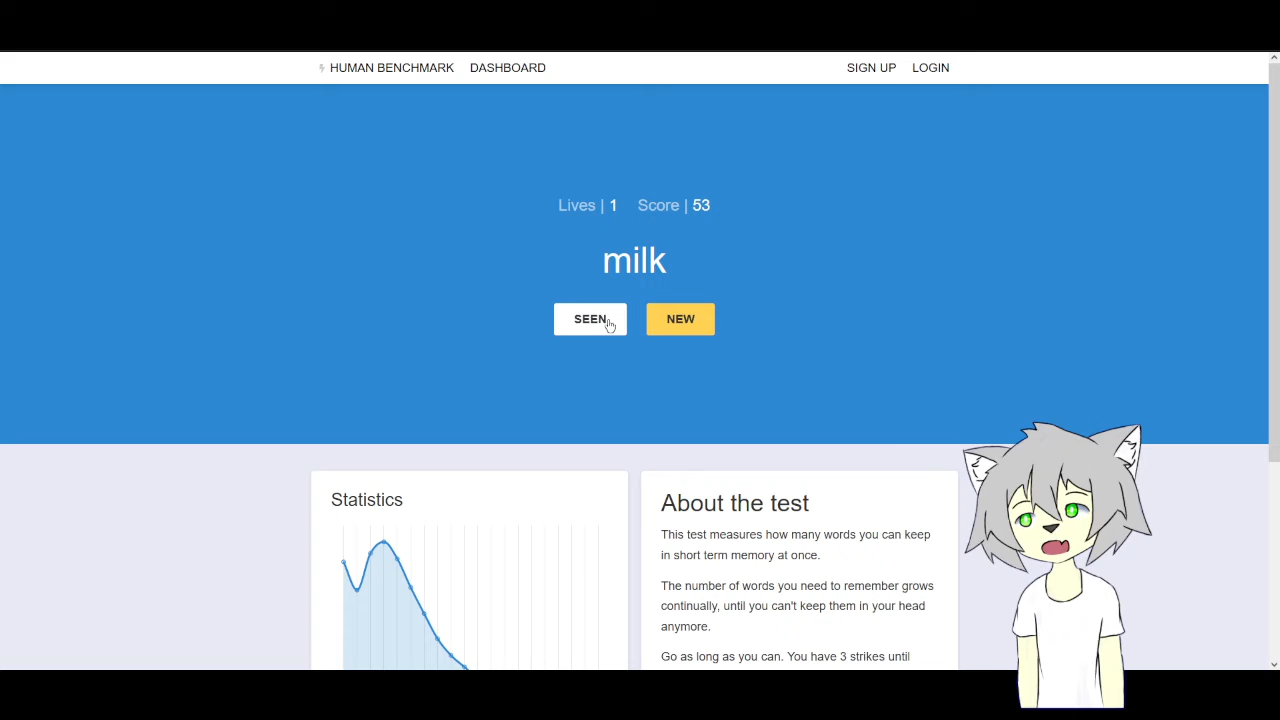 HUMAN BENCHMARK DASHBOARD SIGN UP LOGIN
Lives | 1 Score | 53
milk
SEEN NEW
Statistics
About the test
This test measures how many words you can keep
in short term memory at once.
The number of words you need to remember grows
continually, until you can't keep them in your head
anymore.
Go as long as you can. You have 3 strikes until